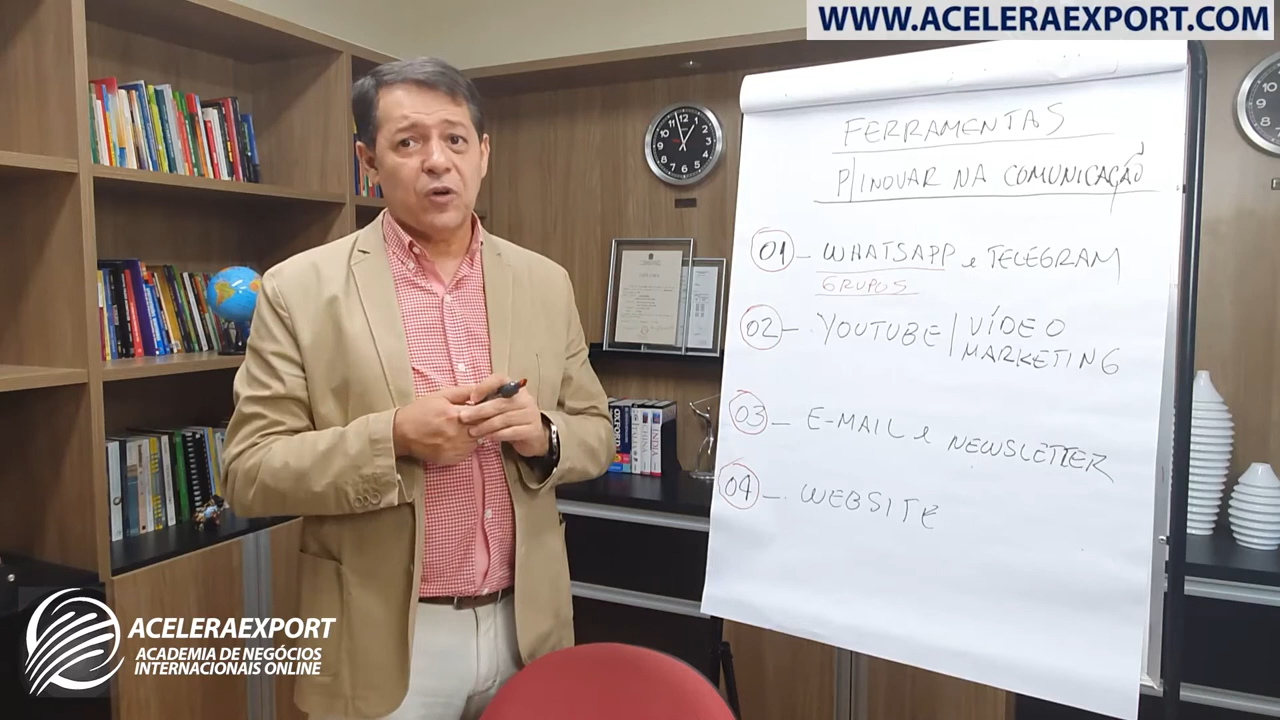 WWW.ACELERAEXPORT.COM
FERRAMENTAS
P/ INOVAR NA COMUNICAÇÃO
01 - WHATSAPP e TELEGRAM
GRUPOS
02 - YOUTUBE / VÍDEO
MARKETING
03 - E-MAIL e NEWSLETTER
04 - WEBSITE
OXFORD
ACELERAEXPORT
ACADEMIA DE NEGÓCIOS
INTERNACIONAIS ONLINE